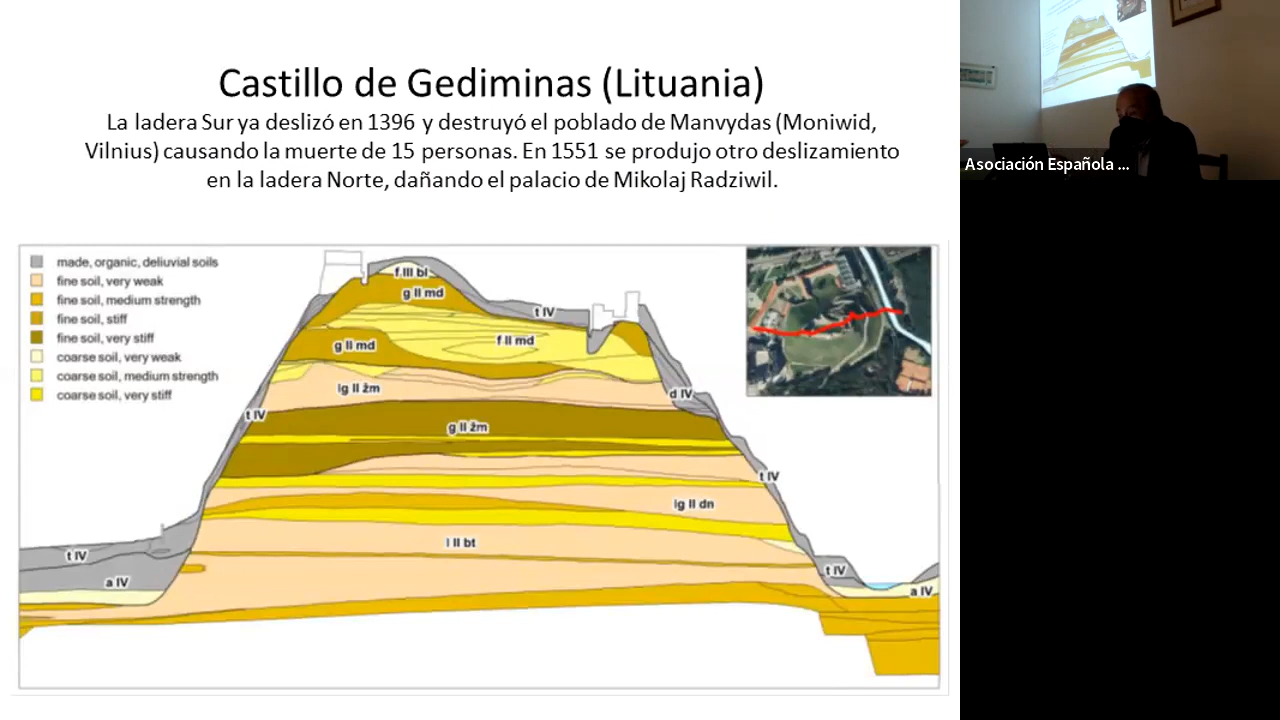 Castillo de Gediminas (Lituania)
La ladera Sur ya deslizó en 1396 y destruyó el poblado de Manvydas (Moniwid,
Vilnius) causando la muerte de 15 personas. En 1551 se produjo otro deslizamiento
en la ladera Norte, dañando el palacio de Mikolaj Radziwil.
made, organic, deliuvial soils
fine soil, very weak
fine soil, medium strength
fine soil, stiff
fine soil, very stiff
coarse soil, very weak
coarse soil, medium strength
coarse soil, very stiff
f III bl
g II md
t IV
g II md
f II md
lg II žm
d IV
t IV
g II žm
t IV
lg II dn
l II bt
t IV
a IV
t IV
a IV
Asociación Española ...